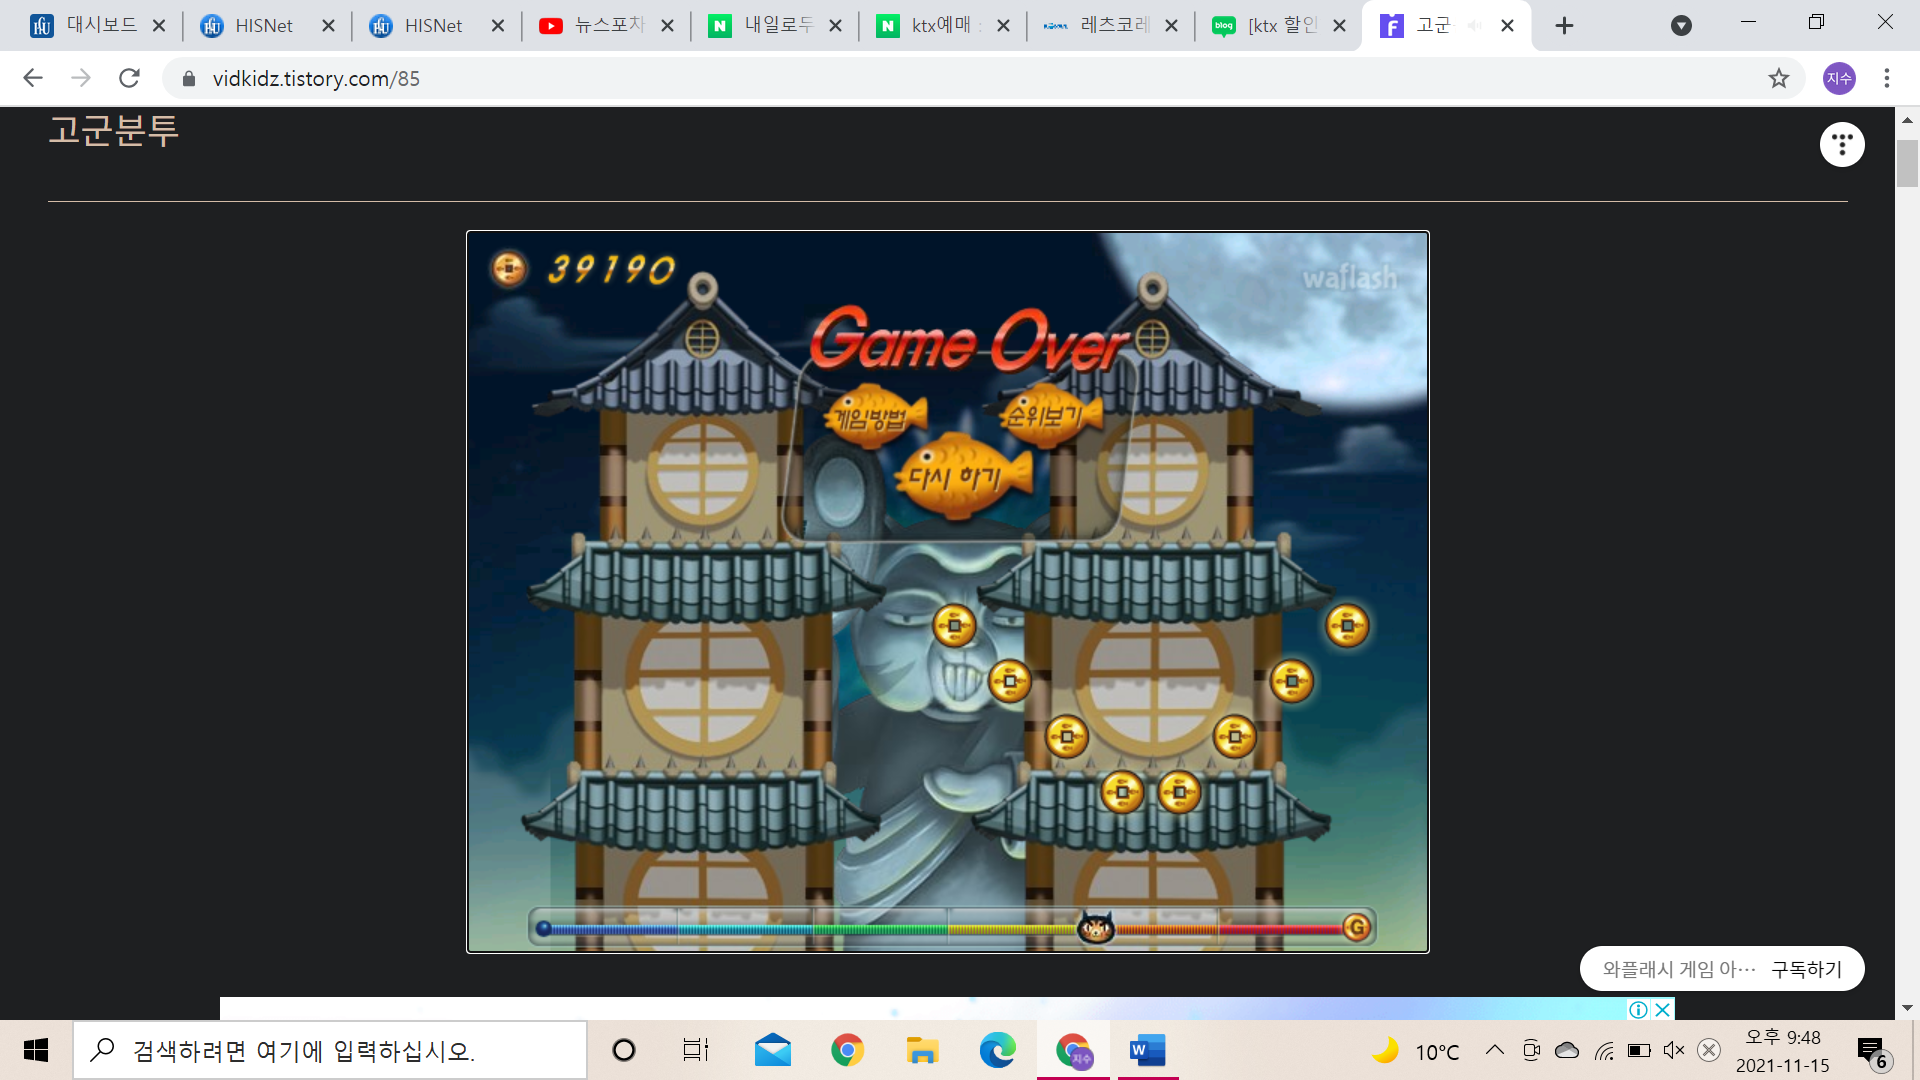 대시보드
HISNet
HISNet
뉴스포차
내일로두
ktx예매 :
레츠코레
blog
[ktx 할인
고군
vidkidz.tistory.com/85
지수
고군분투
39190
waflash
Game Over
게임방법
순위보기
다시 하기
G
와플래시 게임 아…
구독하기
검색하려면 여기에 입력하십시오.
지수
W
10℃
오후 9:48
2021-11-15
6